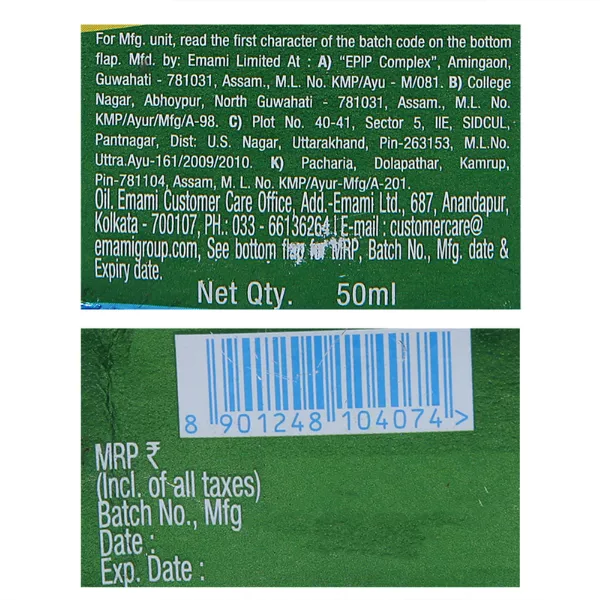 For Mfg. unit, read the first character of the batch code on the bottom
flap. Mfd. by: Emami Limited At : A) "EPIP Complex", Amingaon,
Guwahati - 781031, Assam., M.L. No. KMP/Ayu - M/081. B) College
Nagar, Abhoypur, North Guwahati - 781031, Assam., M.L. No.
KMP/Ayur/Mfg/A-98. C) Plot No. 40-41, Sector 5, IIE, SIDCUL,
Pantnagar, Dist: U.S. Nagar, Uttarakhand, Pin-263153, M.L.No.
Uttra.Ayu-161/2009/2010. K) Pacharia, Dolapathar, Kamrup,
Pin-781104, Assam, M. L. No. KMP/Ayur-Mfg/A-201.
Oil. Emami Customer Care Office, Add.-Emami Ltd., 687, Anandapur,
Kolkata - 700107, PH.: 033 - 66136264 | E-mail : customercare@
emamigroup.com, See bottom flap for MRP, Batch No., Mfg. date &
Expiry date.
Net Qty. 50ml
8 901248 104074 >
MRP ₹
(Incl. of all taxes)
Batch No., Mfg
Date :
Exp. Date :